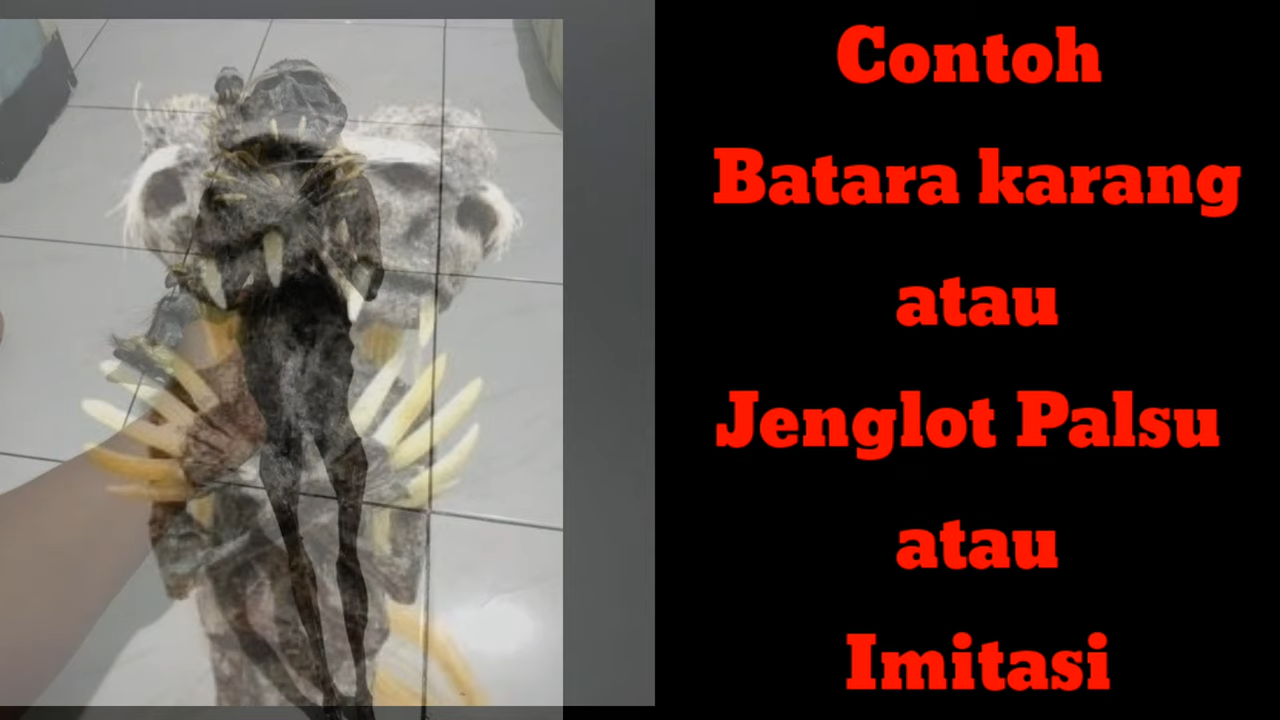 Contoh
Batara karang
atau
Jenglot Palsu
atau
Imitasi